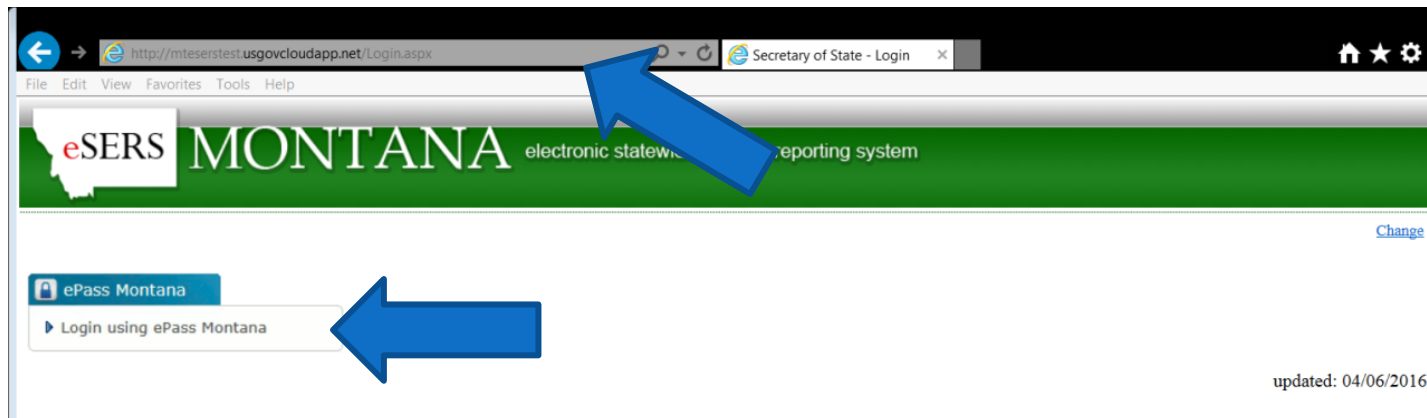 http://mteserstest.usgovcloudapp.net/Login.aspx
Secretary of State - Login
File Edit View Favorites Tools Help
eSERS MONTANA electronic reporting system
Change
ePass Montana
Login using ePass Montana
updated: 04/06/2016